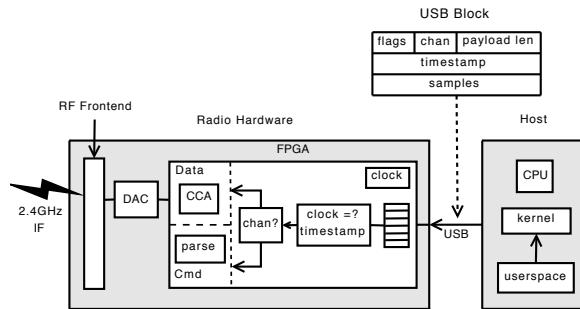 USB Block
flags chan payload len
timestamp
samples
RF Frontend
Radio Hardware
Host
FPGA
Data
clock
CPU
2.4GHz
IF
DAC
CCA
chan?
clock =?
timestamp
USB
kernel
parse
Cmd
userspace